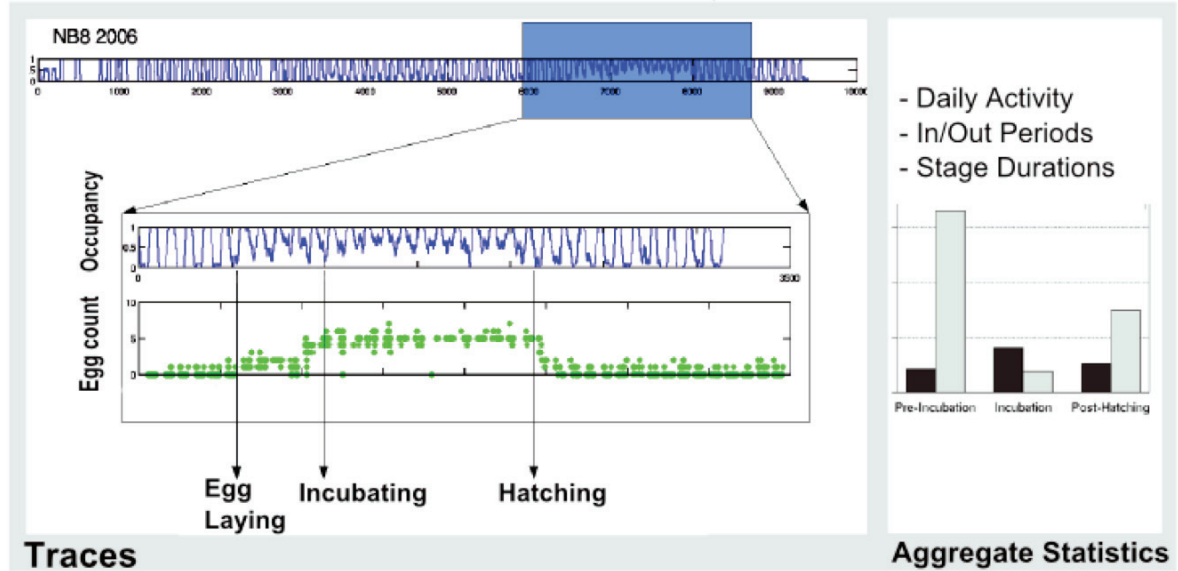 NB8 2006
1
.5
0
0 1000 2000 3000 4000 5000 6000 7000 8000 9000 10000
Occupancy
1
0.5
0
0 3500
Egg count
10
5
0
Egg
Laying
Incubating
Hatching
Traces
- Daily Activity
- In/Out Periods
- Stage Durations
Pre-Incubation Incubation Post-Hatching
Aggregate Statistics